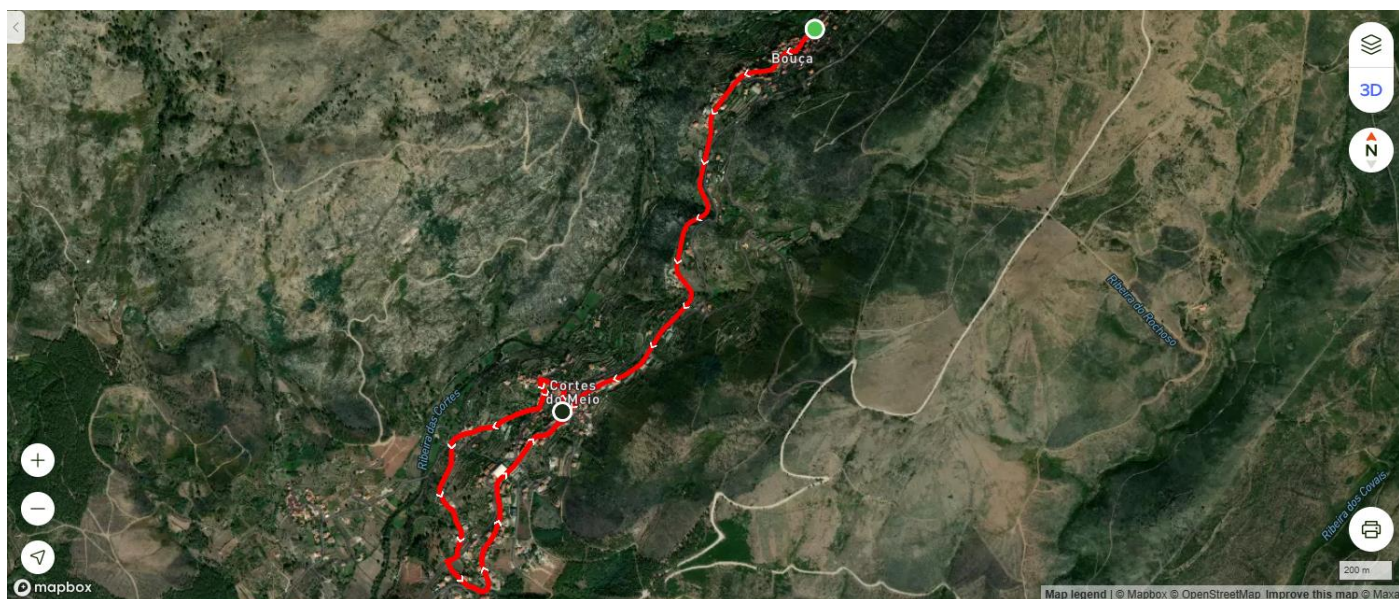 Bouça
3D
N
Ribeira do Rochoso
Cortes
do Meio
Ribeira das Cortes
Ribeira dos Covais
200 m
mapbox
Map legend | © Mapbox © OpenStreetMap Improve this map © Max